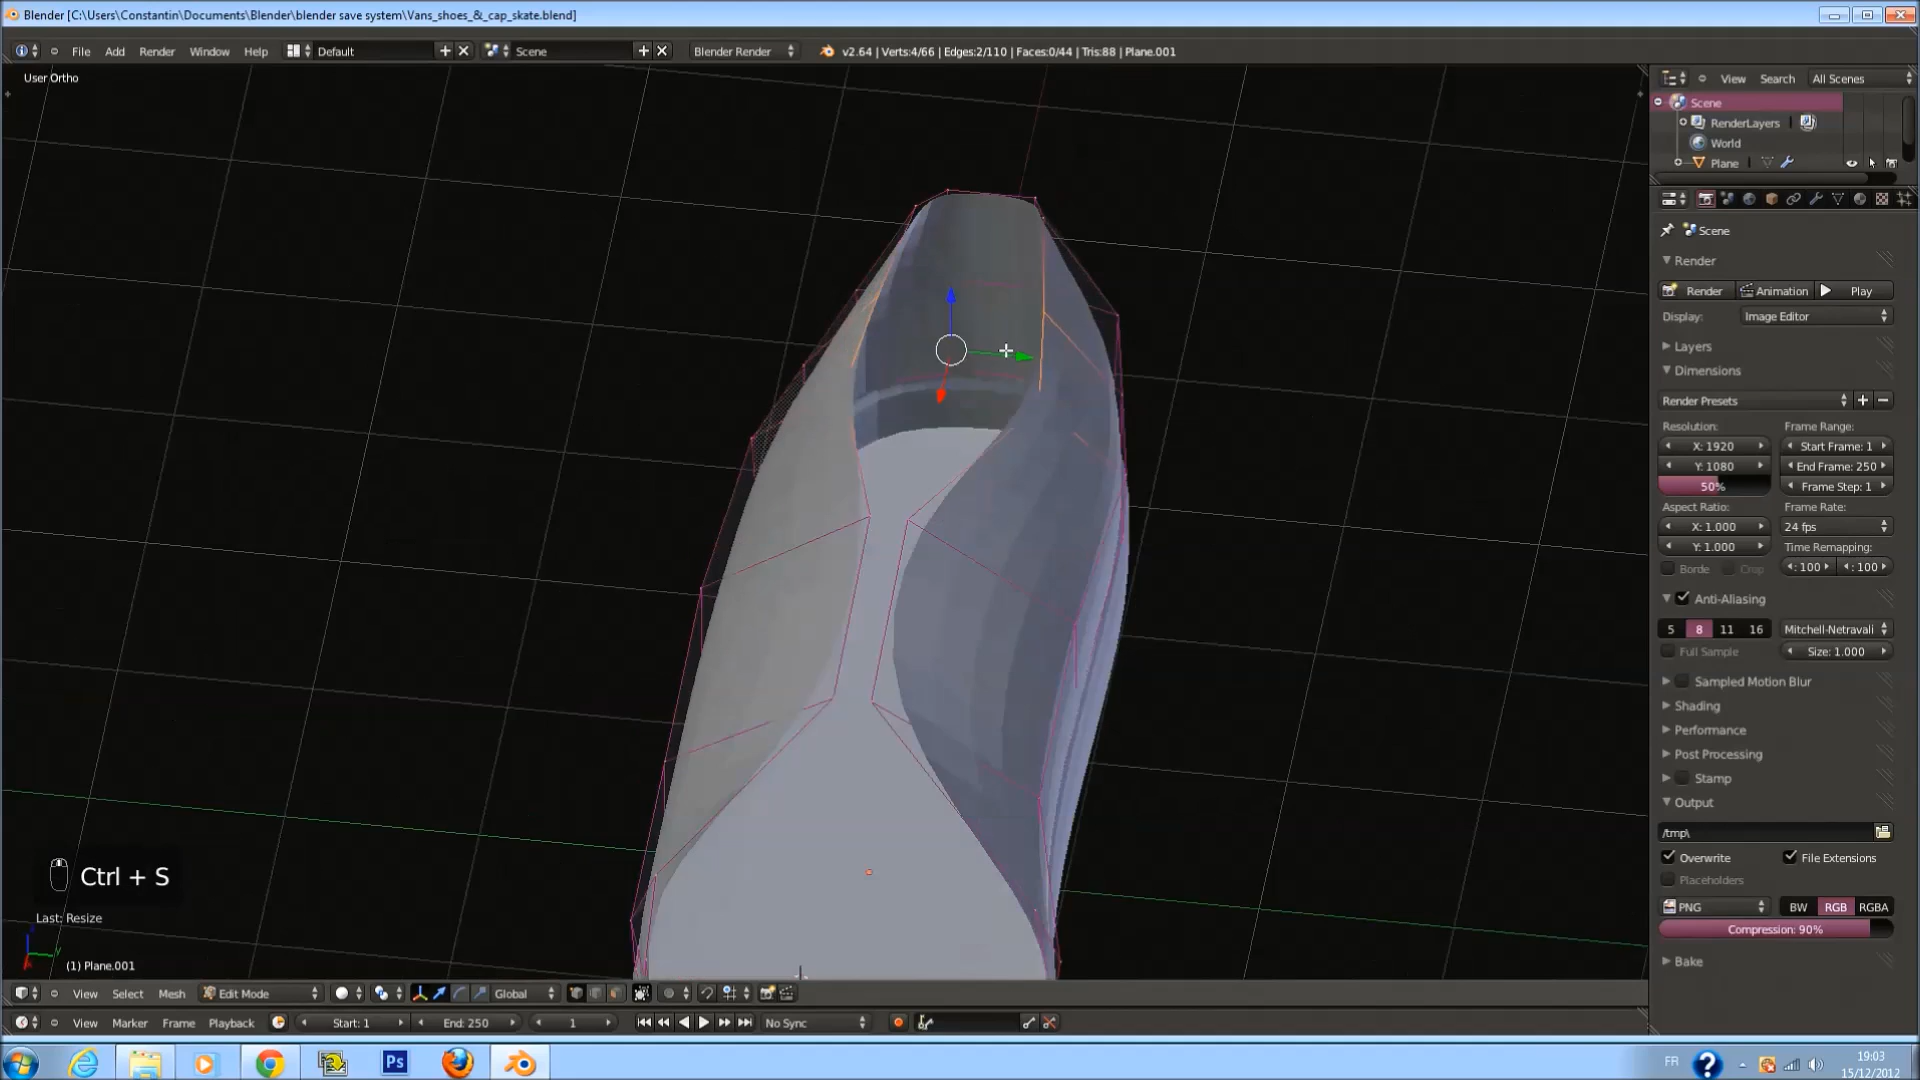 Blender [C:\Users\Constantin\Documents\Blender\blender save system\Vans_shoes_&_cap_skate.blend]
File Add Render Window Help Default Scene Blender Render v2.64 | Verts:4/66 | Edges:2/110 | Faces:0/44 | Tris:88 | Plane.001
User Ortho
View Search All Scenes
Scene
RenderLayers
World
Plane
Scene
Render
Render Animation Play
Display: Image Editor
Layers
Dimensions
Render Presets
Resolution: Frame Range:
X: 1920 Start Frame: 1
Y: 1080 End Frame: 250
50% Frame Step: 1
Aspect Ratio: Frame Rate:
X: 1.000 24 fps
Y: 1.000 Time Remapping:
Borde Crop : 100 : 100
Anti-Aliasing
5 8 11 16 Mitchell-Netravali
Full Sample Size: 1.000
Sampled Motion Blur
Shading
Performance
Post Processing
Stamp
Output
/tmp\
Overwrite File Extensions
Placeholders
PNG BW RGB RGBA
Compression: 90%
Bake
Ctrl + S
Last: Resize
(1) Plane.001
View Select Mesh Edit Mode Global
View Marker Frame Playback Start: 1 End: 250 1 No Sync
Ps FR 19:03
15/12/2012